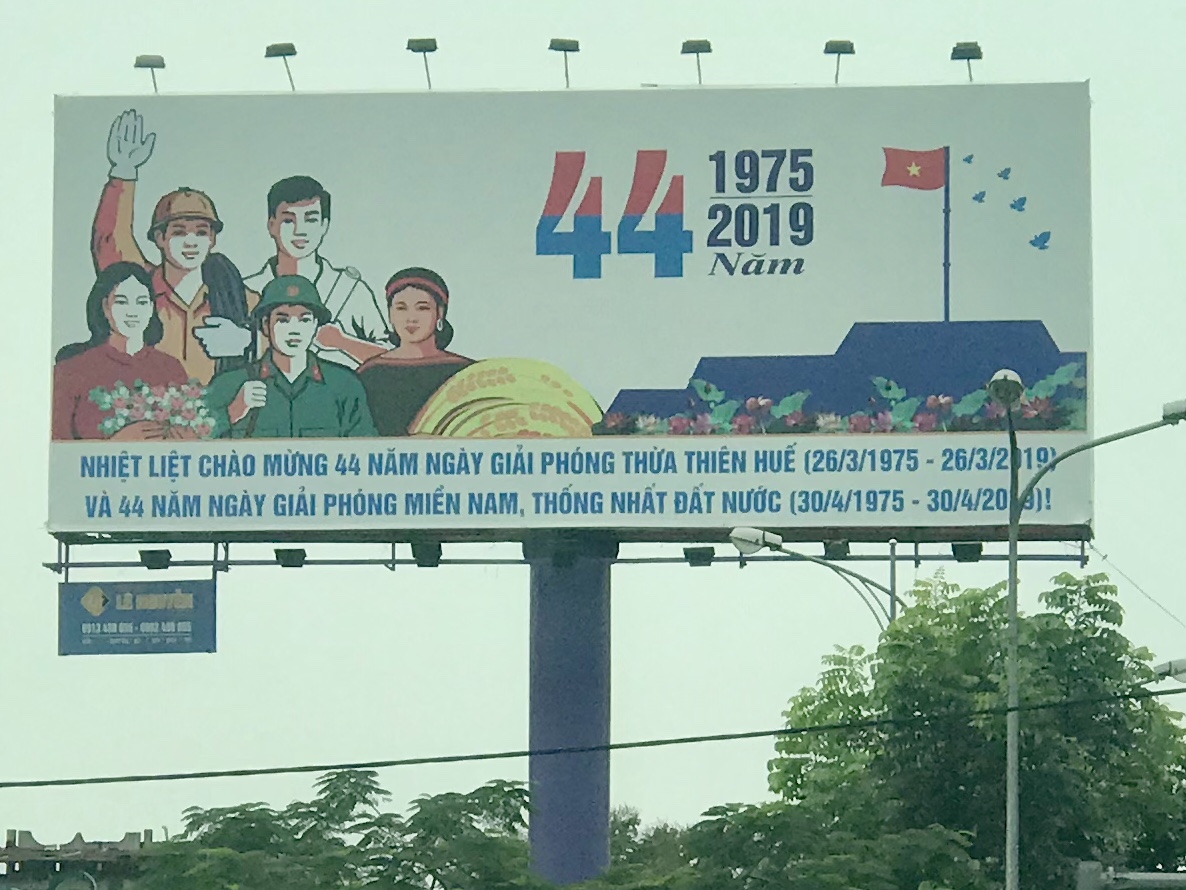 44
1975
2019
Năm
NHIỆT LIỆT CHÀO MỪNG 44 NĂM NGÀY GIẢI PHÓNG THỪA THIÊN HUẾ (26/3/1975 - 26/3/2019)
VÀ 44 NĂM NGÀY GIẢI PHÓNG MIỀN NAM, THỐNG NHẤT ĐẤT NƯỚC (30/4/1975 - 30/4/2019)!
LÊ NGUYỄN